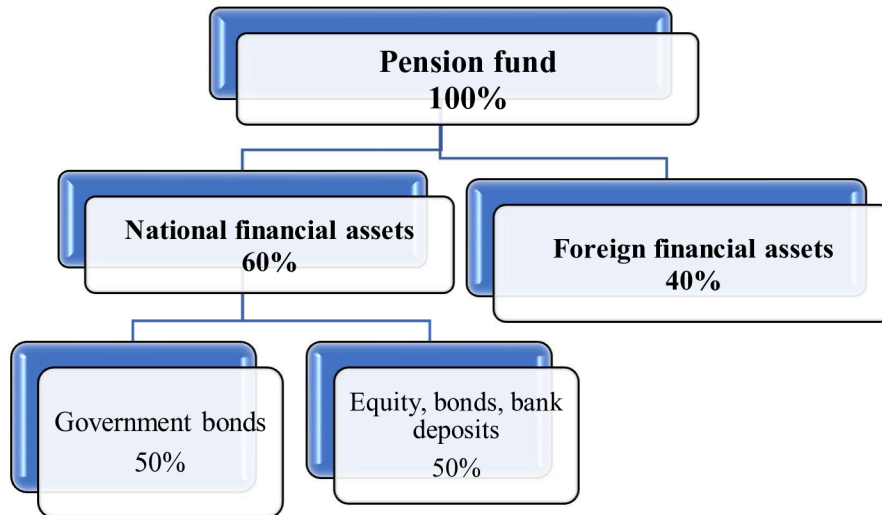 Pension fund
100%
National financial assets
60%
Foreign financial assets
40%
Government bonds
50%
Equity, bonds, bank
deposits
50%